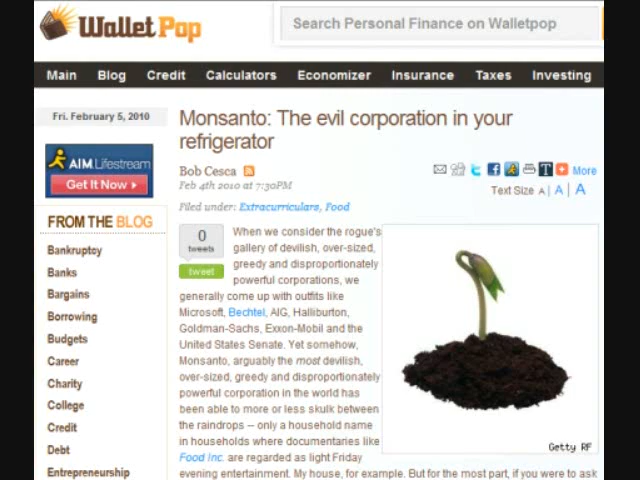 Wallet Pop
Search Personal Finance on Walletpop
Main Blog Credit Calculators Economizer Insurance Taxes Investing
Fri. February 5, 2010
AIM Lifestream
Get It Now
FROM THE BLOG
Bankruptcy
Banks
Bargains
Borrowing
Budgets
Career
Charity
College
Credit
Debt
Entrepreneurship
Monsanto: The evil corporation in your
refrigerator
Bob Cesca
Feb 4th 2010 at 7:30PM
More
Text Size A | A | A
Filed under: Extracurriculars, Food
0
tweets
tweet
When we consider the rogue's
gallery of devilish, over-sized,
greedy and disproportionately
powerful corporations, we
generally come up with outfits like
Microsoft, Bechtel, AIG, Halliburton,
Goldman-Sachs, Exxon-Mobil and the
United States Senate. Yet somehow,
Monsanto, arguably the most devilish,
over-sized, greedy and disproportionately
powerful corporation in the world has
been able to more or less skulk between
the raindrops -- only a household name
in households where documentaries like
Food Inc. are regarded as light Friday
evening entertainment. My house, for example. But for the most part, if you were to ask
Getty RF